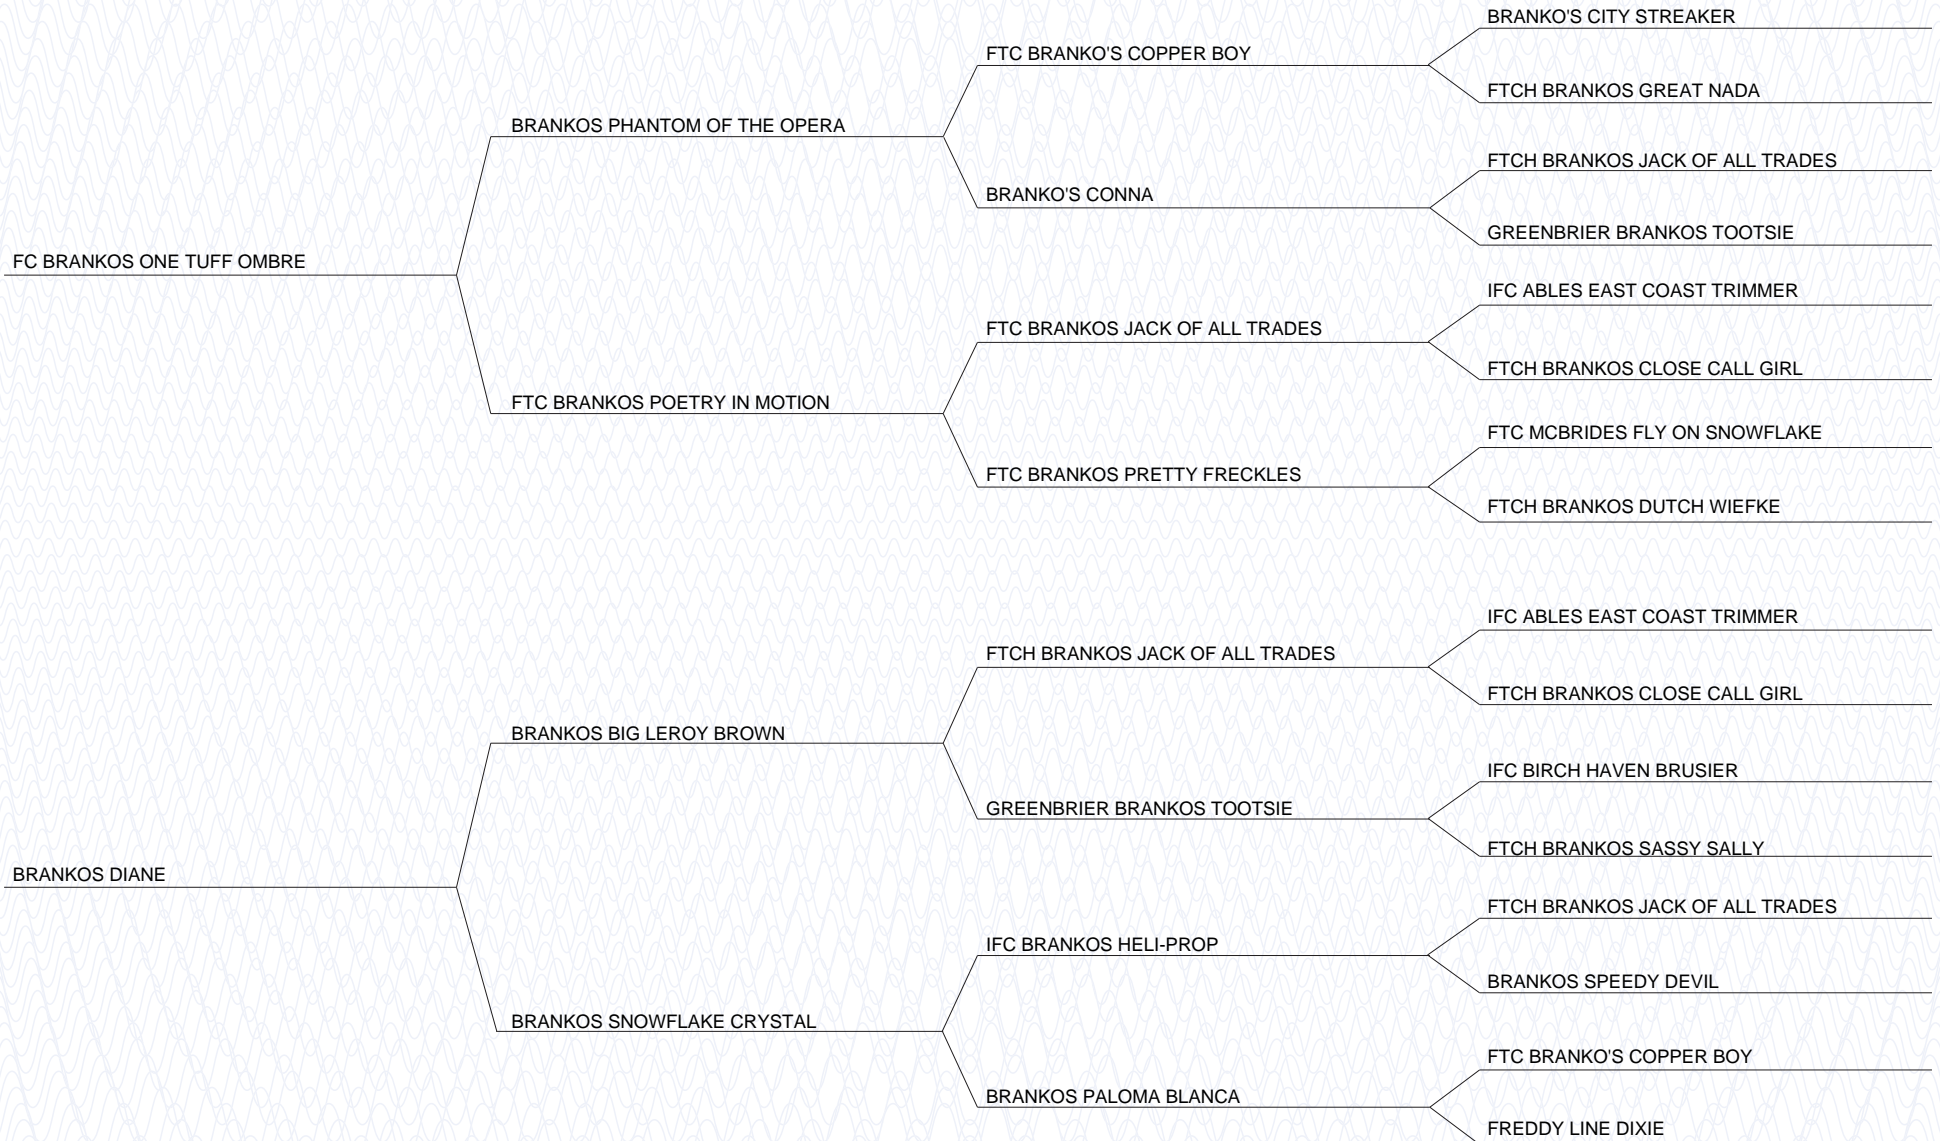 BRANKO'S CITY STREAKER
FTC BRANKO'S COPPER BOY
FTCH BRANKOS GREAT NADA
BRANKOS PHANTOM OF THE OPERA
FTCH BRANKOS JACK OF ALL TRADES
BRANKO'S CONNA
GREENBRIER BRANKOS TOOTSIE
FC BRANKOS ONE TUFF OMBRE
IFC ABLES EAST COAST TRIMMER
FTC BRANKOS JACK OF ALL TRADES
FTCH BRANKOS CLOSE CALL GIRL
FTC BRANKOS POETRY IN MOTION
FTC MCBRIDES FLY ON SNOWFLAKE
FTC BRANKOS PRETTY FRECKLES
FTCH BRANKOS DUTCH WIEFKE
IFC ABLES EAST COAST TRIMMER
FTCH BRANKOS JACK OF ALL TRADES
FTCH BRANKOS CLOSE CALL GIRL
BRANKOS BIG LEROY BROWN
IFC BIRCH HAVEN BRUSIER
GREENBRIER BRANKOS TOOTSIE
FTCH BRANKOS SASSY SALLY
BRANKOS DIANE
FTCH BRANKOS JACK OF ALL TRADES
IFC BRANKOS HELI-PROP
BRANKOS SPEEDY DEVIL
BRANKOS SNOWFLAKE CRYSTAL
FTC BRANKO'S COPPER BOY
BRANKOS PALOMA BLANCA
FREDDY LINE DIXIE